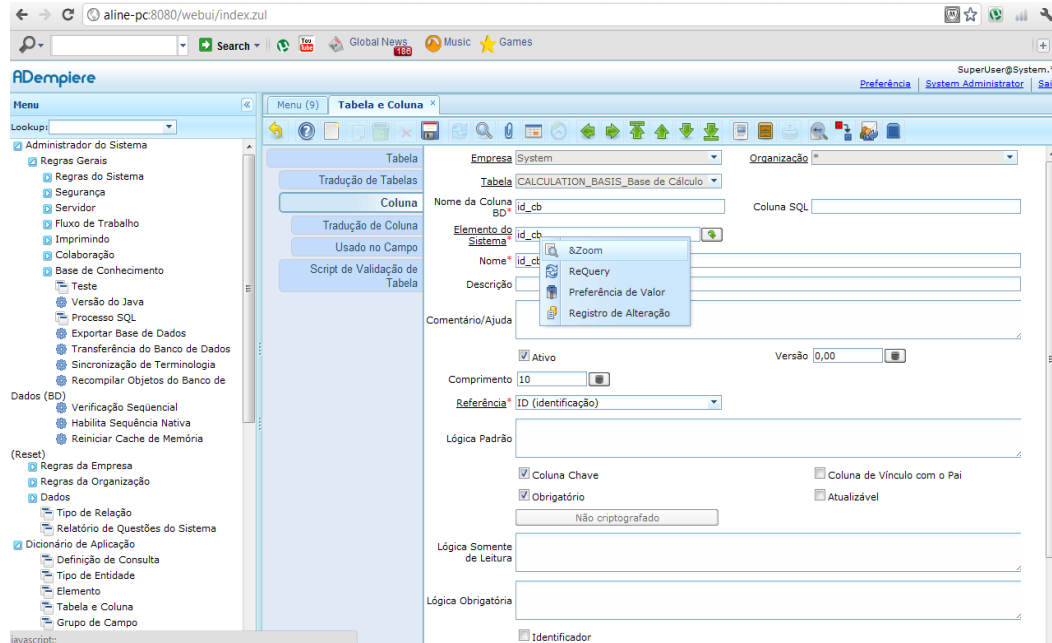 aline-pc:8080/webui/index.zul
Search
You Tube
Global News
186
Music
Games
ADempiere
SuperUser@System.*
Preferência
System Administrator
Sai
Menu
Menu (9)
Tabela e Coluna
Lookup:
Administrador do Sistema
Regras Gerais
Regras do Sistema
Segurança
Servidor
Fluxo de Trabalho
Imprimindo
Colaboração
Base de Conhecimento
Teste
Versão do Java
Processo SQL
Exportar Base de Dados
Transferência do Banco de Dados
Sincronização de Terminologia
Recompilar Objetos do Banco de
Dados (BD)
Verificação Seqüencial
Habilita Sequência Nativa
Reiniciar Cache de Memória
(Reset)
Regras da Empresa
Regras da Organização
Dados
Tipo de Relação
Relatório de Questões do Sistema
Dicionário de Aplicação
Definição de Consulta
Tipo de Entidade
Elemento
Tabela e Coluna
Grupo de Campo
javascript:;
Tabela
Tradução de Tabelas
Coluna
Tradução de Coluna
Usado no Campo
Script de Validação de
Tabela
Empresa System
Organização *
Tabela CALCULATION_BASIS_Base de Cálculo
Nome da Coluna
BD* id_cb
Coluna SQL
Elemento do
Sistema* id_cb
Nome* id_cb
&Zoom
ReQuery
Preferência de Valor
Registro de Alteração
Descrição
Comentário/Ajuda
Ativo
Versão 0,00
Comprimento 10
Referência* ID (identificação)
Lógica Padrão
Coluna Chave
Coluna de Vínculo com o Pai
Obrigatório
Atualizável
Não criptografado
Lógica Somente
de Leitura
Lógica Obrigatória
Identificador